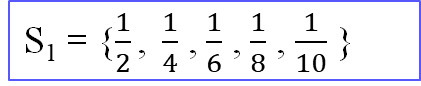 S₁ = {1/2, 1/4, 1/6, 1/8, 1/10}